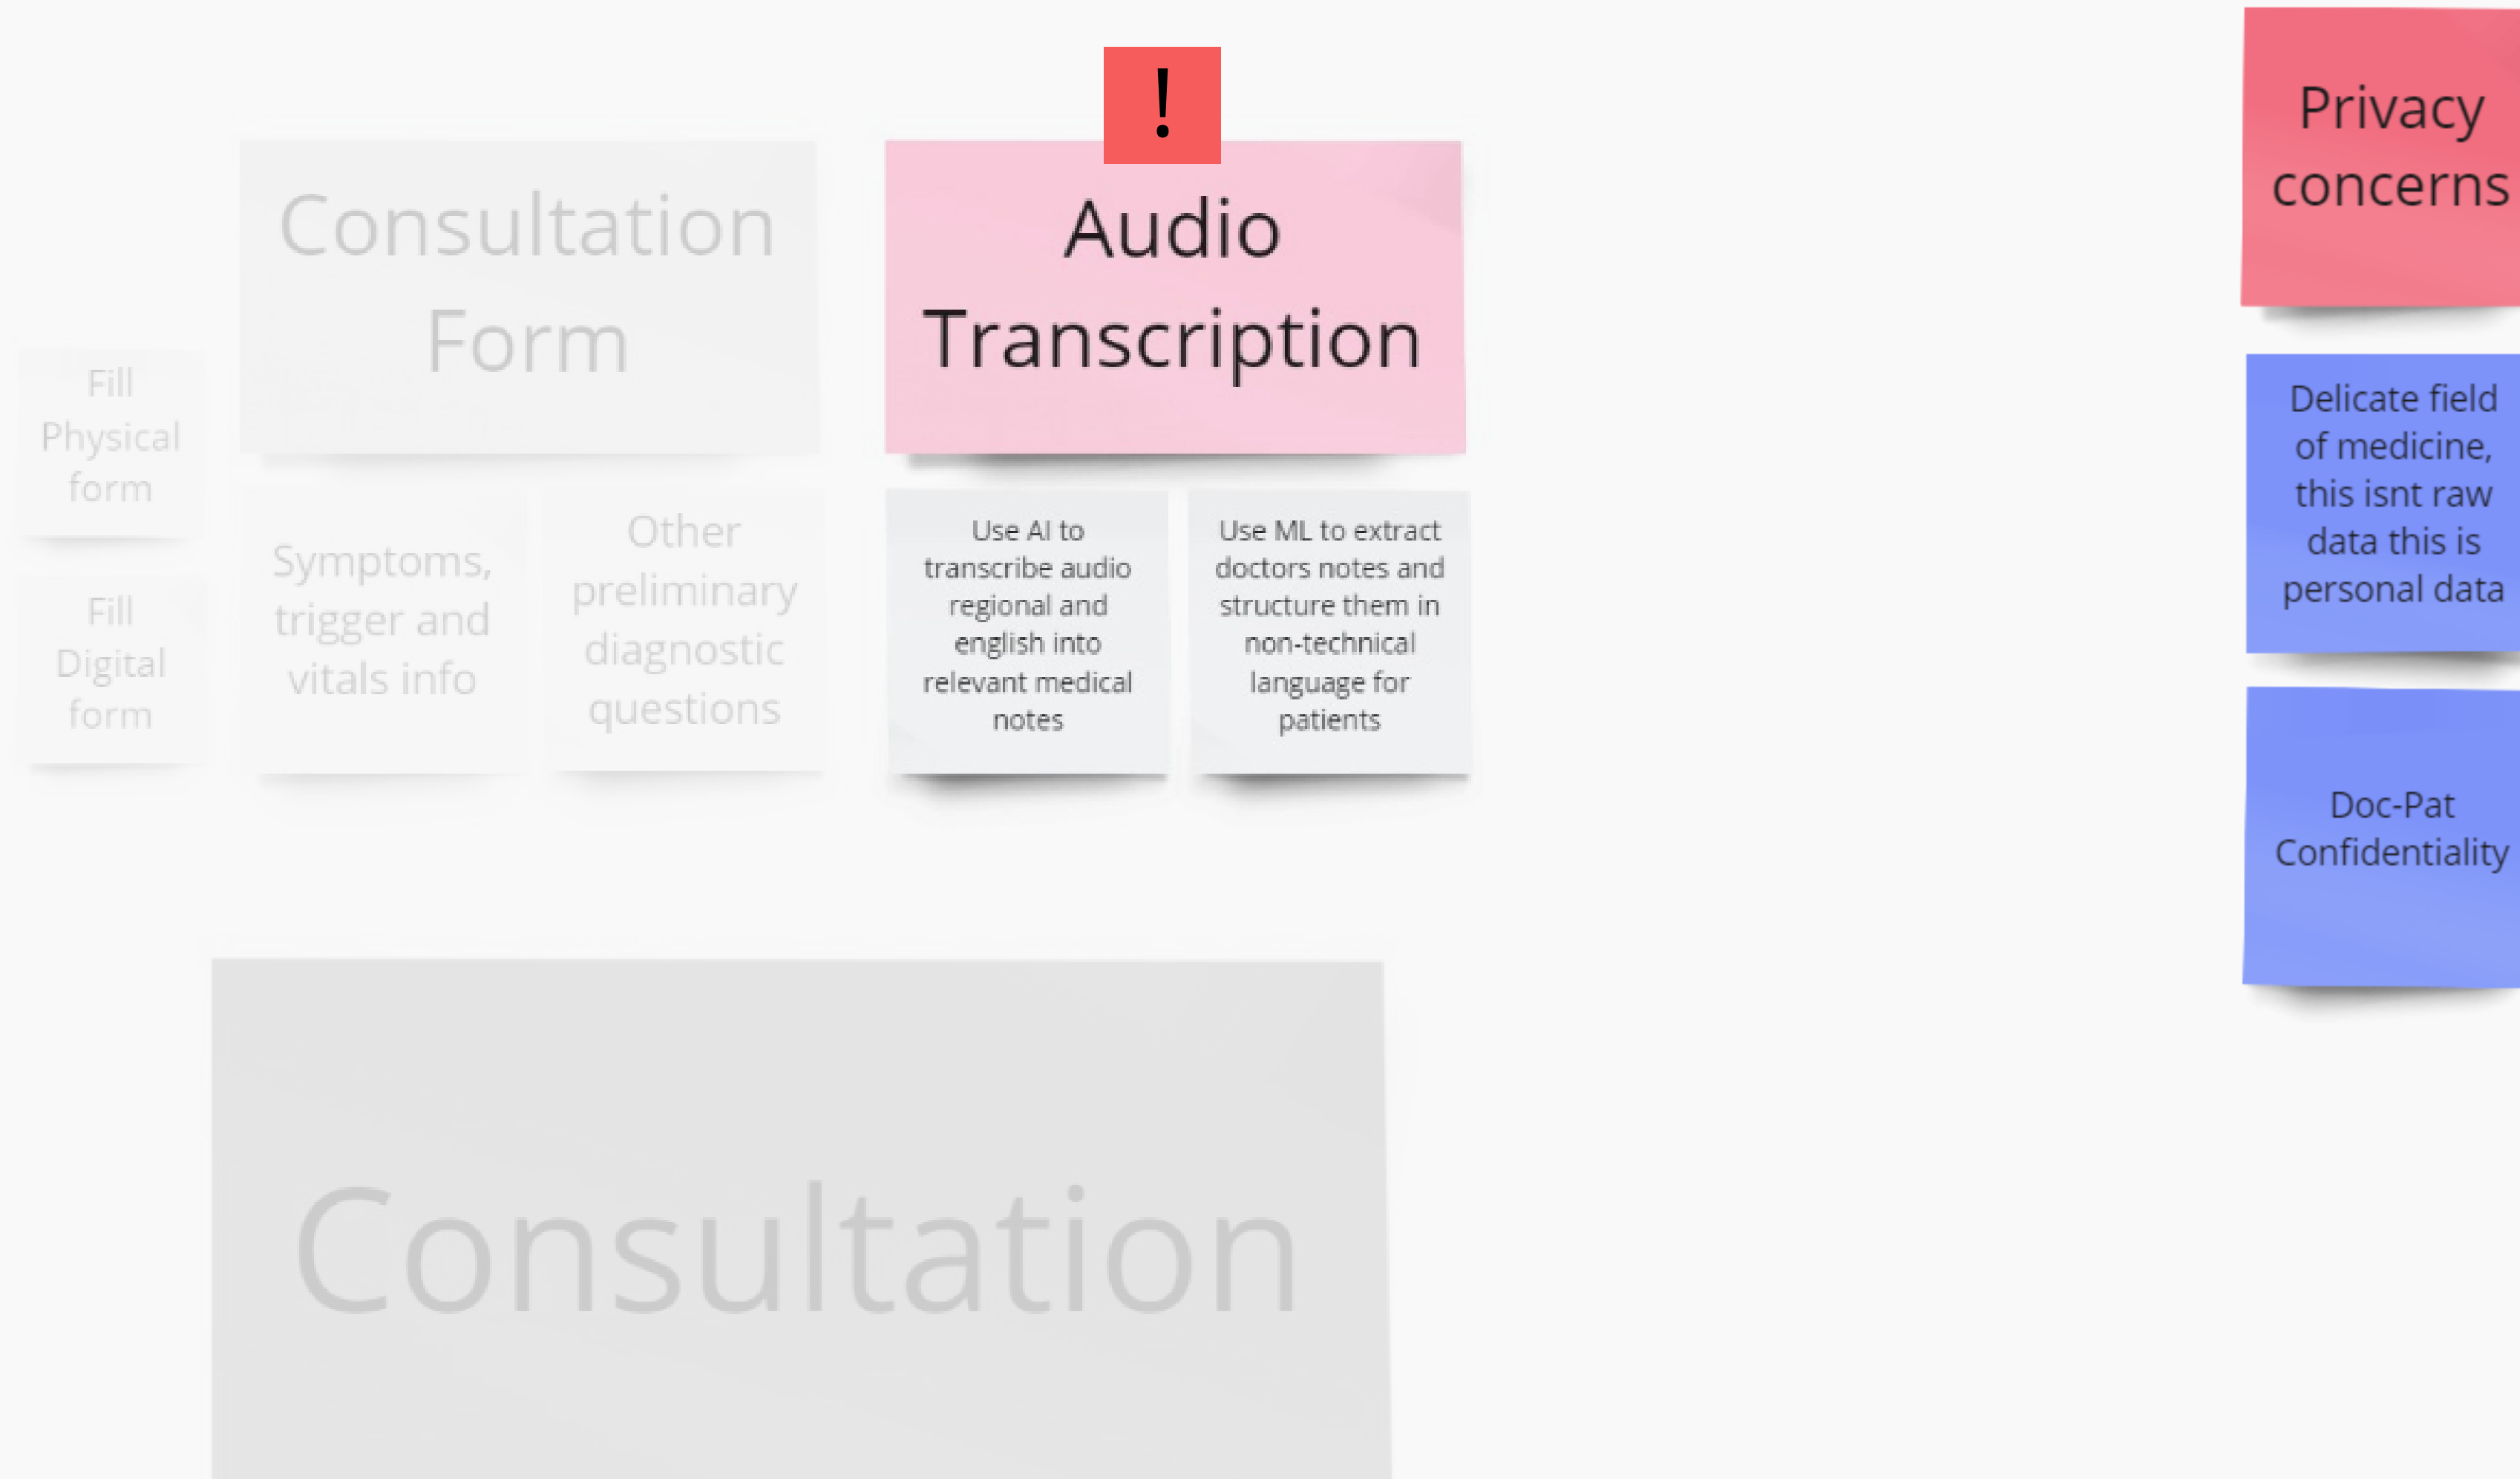 !
Consultation
Form
Audio
Transcription
Fill
Physical
form
Fill
Digital
form
Symptoms,
trigger and
vitals info
Other
preliminary
diagnostic
questions
Use AI to
transcribe audio
regional and
english into
relevant medical
notes
Use ML to extract
doctors notes and
structure them in
non-technical
language for
patients
Consultation
Privacy
concerns
Delicate field
of medicine,
this isnt raw
data this is
personal data
Doc-Pat
Confidentiality